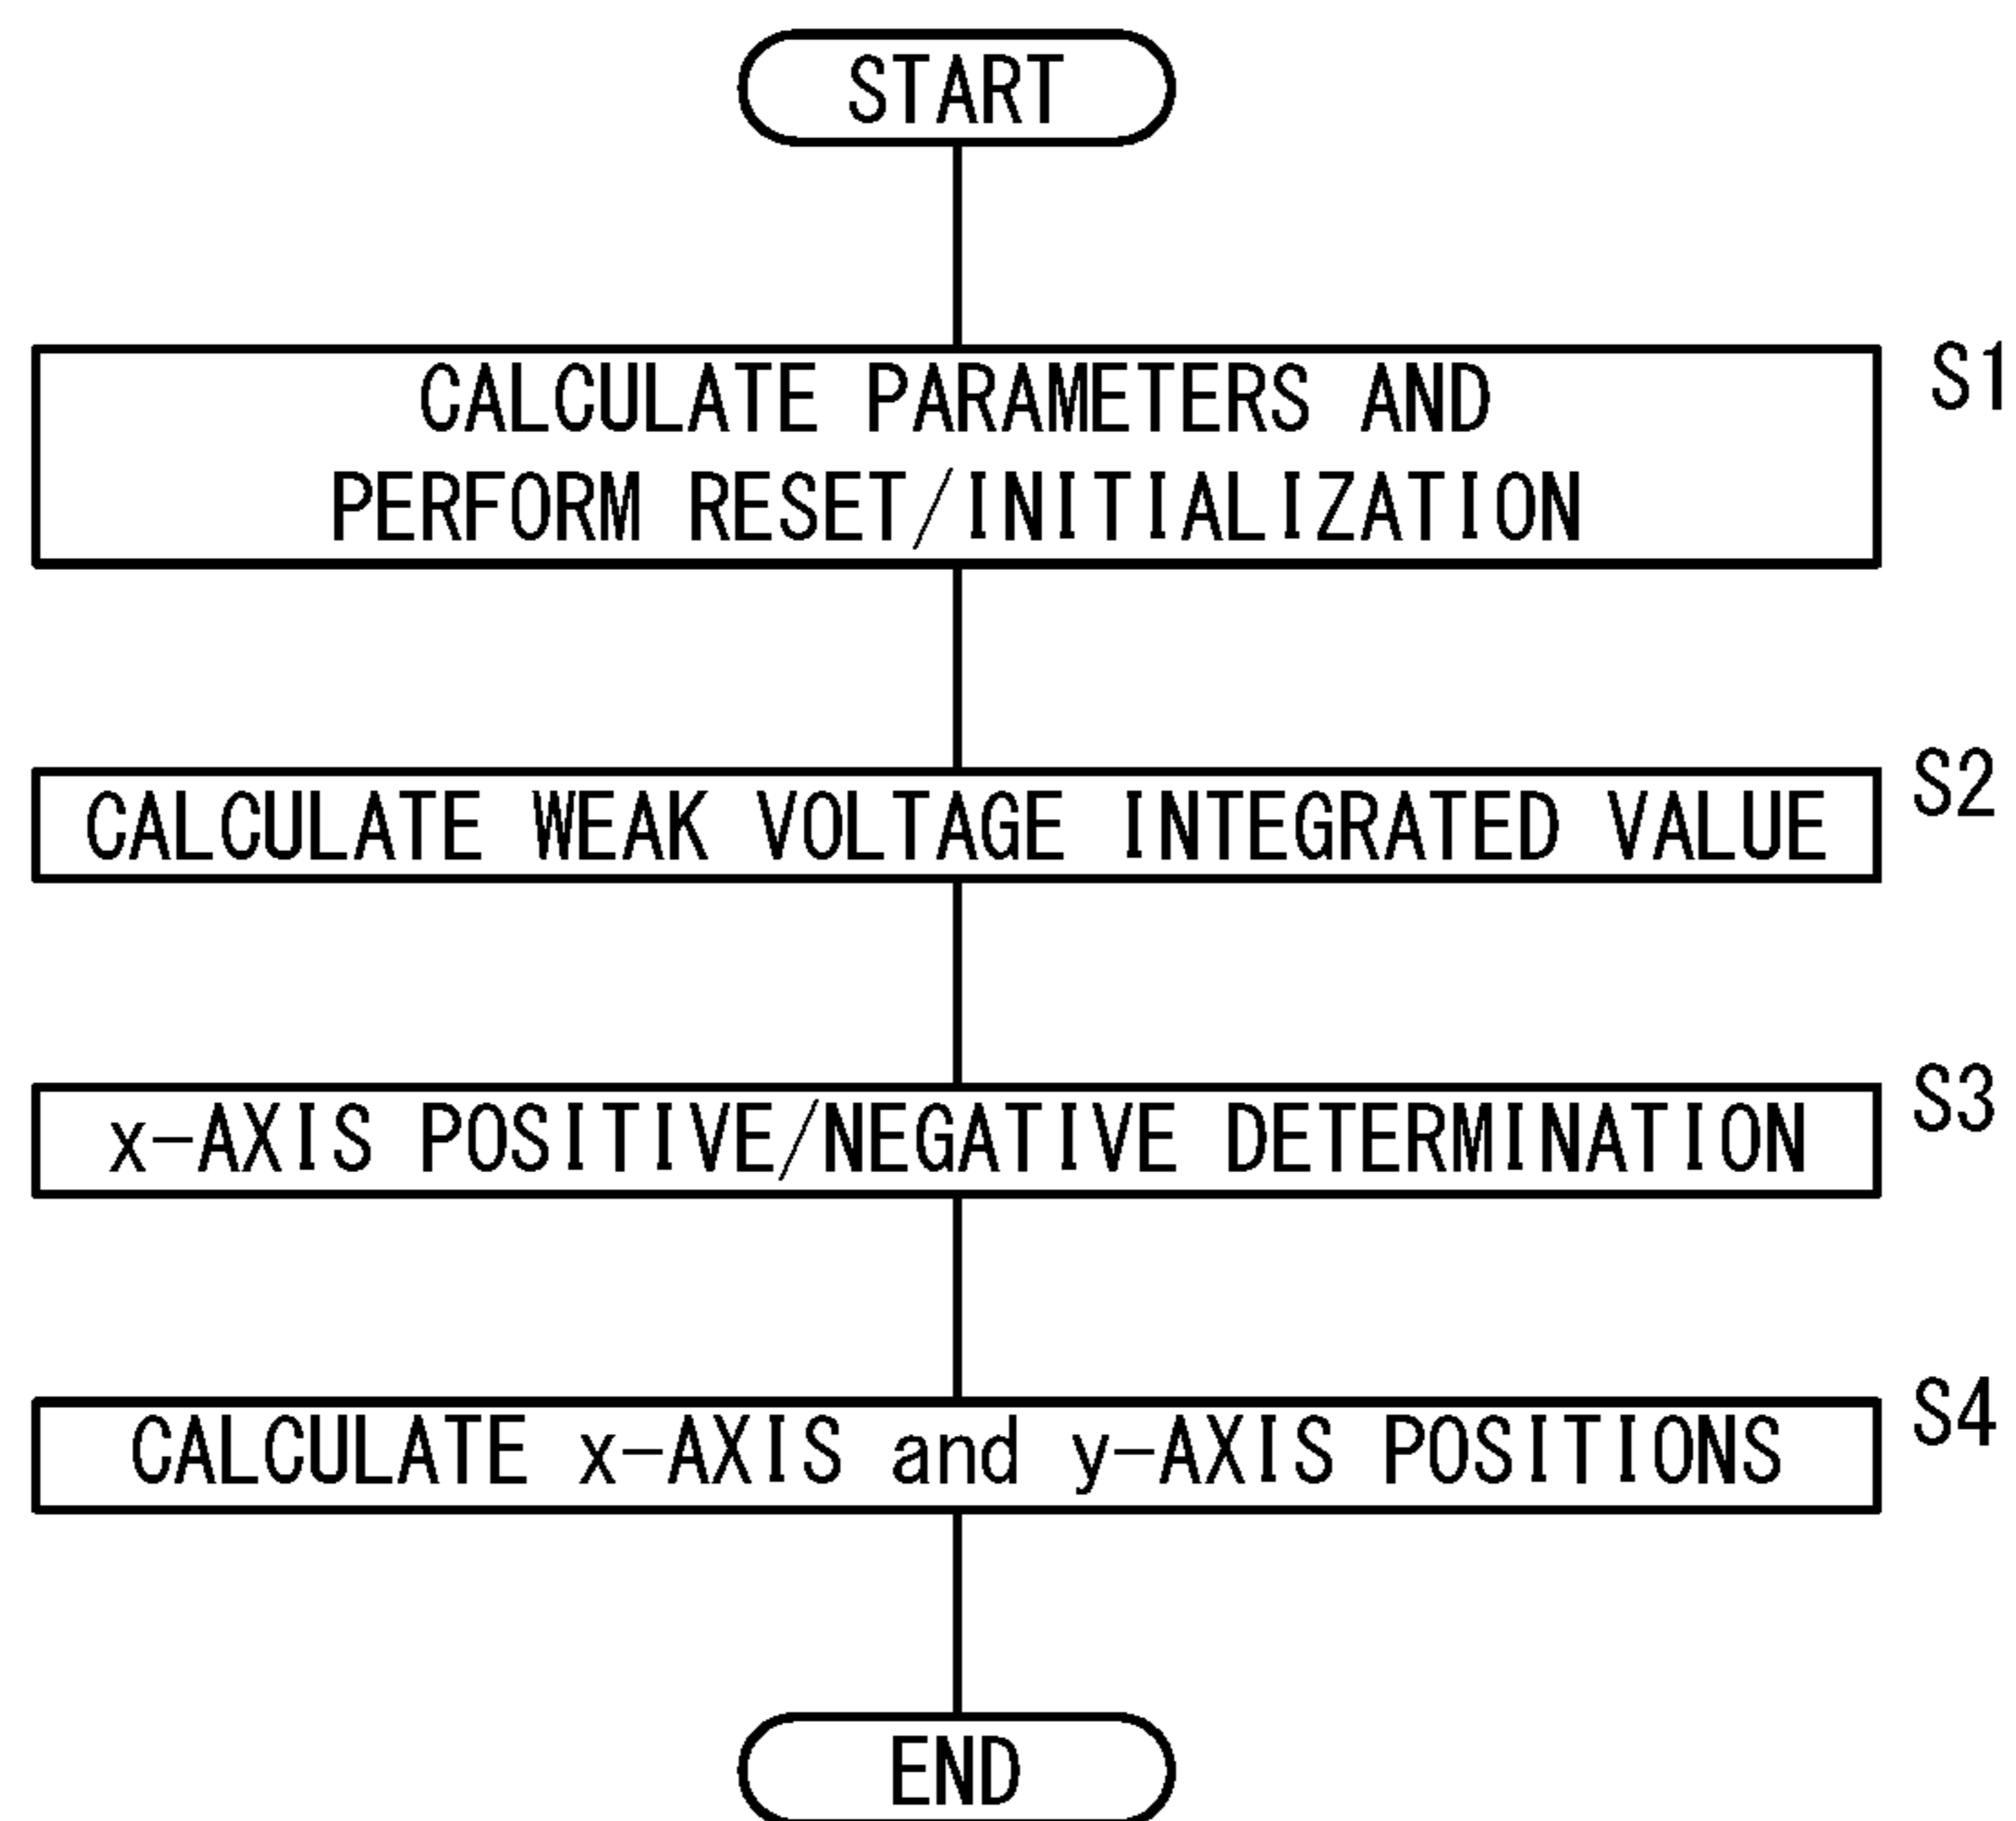 START
CALCULATE PARAMETERS AND
PERFORM RESET/INITIALIZATION
S1
CALCULATE WEAK VOLTAGE INTEGRATED VALUE
S2
x-AXIS POSITIVE/NEGATIVE DETERMINATION
S3
CALCULATE x-AXIS and y-AXIS POSITIONS
S4
END